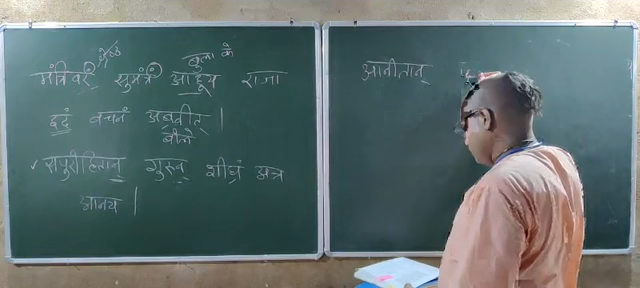 श्रेष्ठ बुला के
मंत्रिवरं सुमंत्रं आहूय राजा
इदं वचनं अब्रवीत् ।
बोले
सपुरोहितान् गुरून् शीघ्रं अत्र
आनय ।
आनीतान्